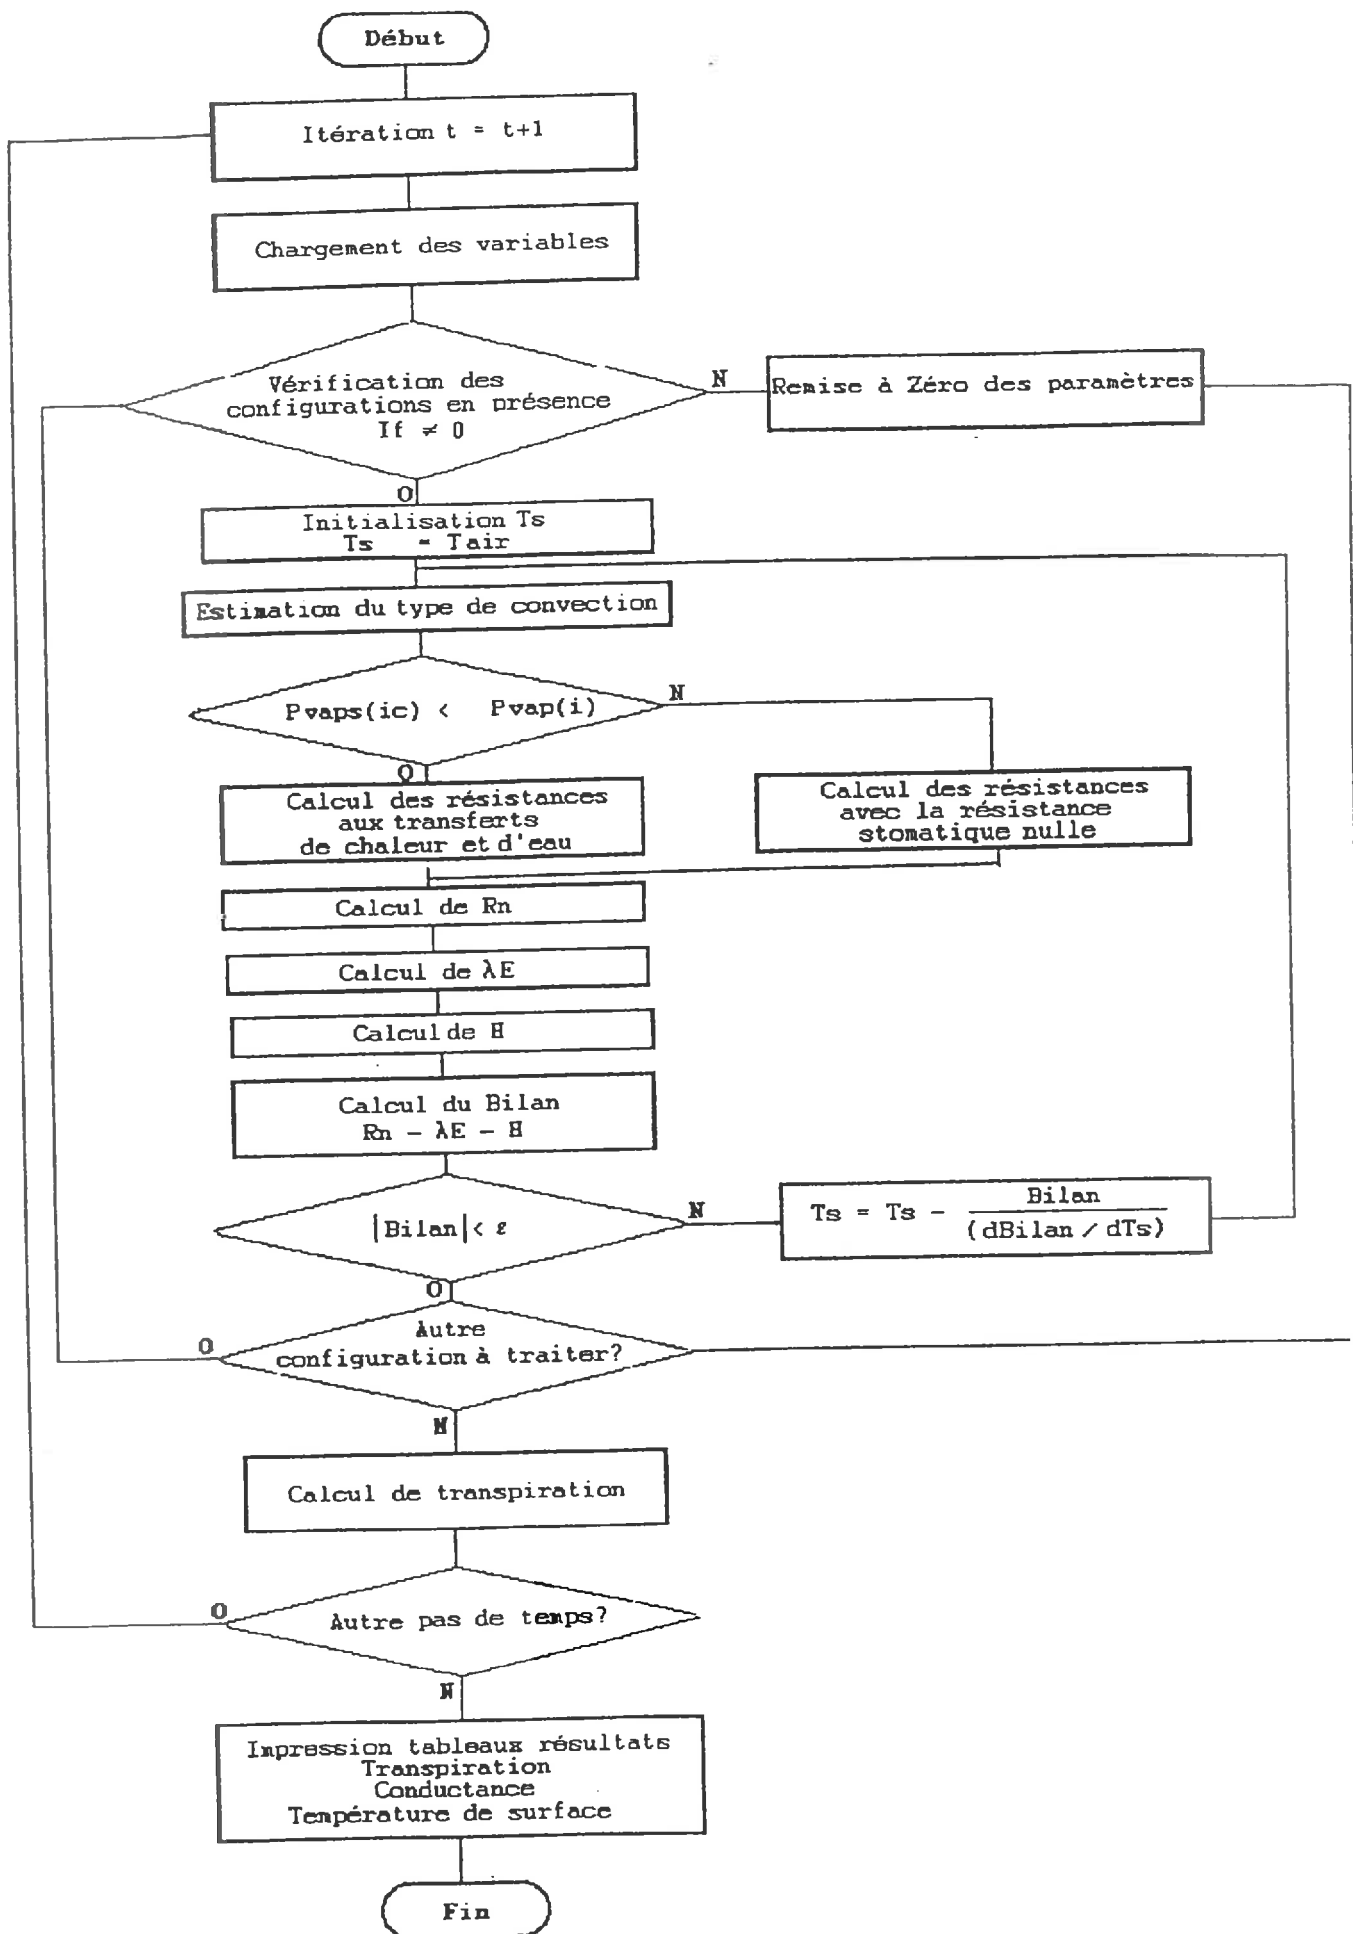 Début
Itération t = t+1
Chargement des variables
Vérification des
configurations en présence
If ≠ 0
N
Remise à Zéro des paramètres
O
Initialisation Ts
Ts = Tair
Estimation du type de convection
Pvaps(ic) < Pvap(i)
N
O
Calcul des résistances
aux transferts
de chaleur et d'eau
Calcul des résistances
avec la résistance
stomatique nulle
Calcul de Rn
Calcul de λE
Calcul de H
Calcul du Bilan
Rn - λE - H
|Bilan| < ε
N
Ts = Ts - Bilan
(dBilan / dTs)
O
O
Autre
configuration à traiter?
N
Calcul de transpiration
O
Autre pas de temps?
N
Impression tableaux résultats
Transpiration
Conductance
Température de surface
Fin